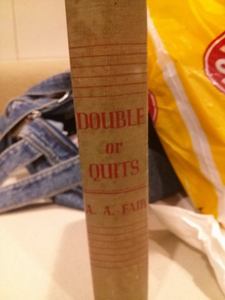 DOUBLE
or
QUITS
A. A. FAIR